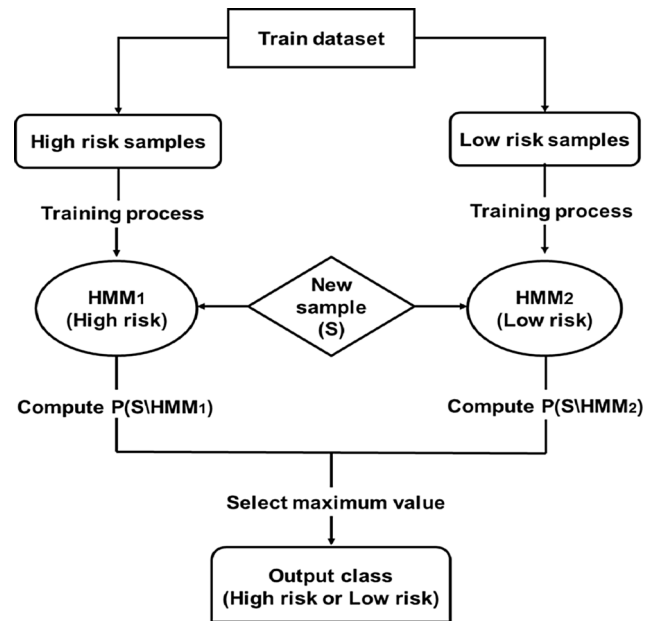 Train dataset
High risk samples
Low risk samples
Training process
Training process
HMM1
(High risk)
New
sample
(S)
HMM2
(Low risk)
Compute P(S\HMM1)
Compute P(S\HMM2)
Select maximum value
Output class
(High risk or Low risk)